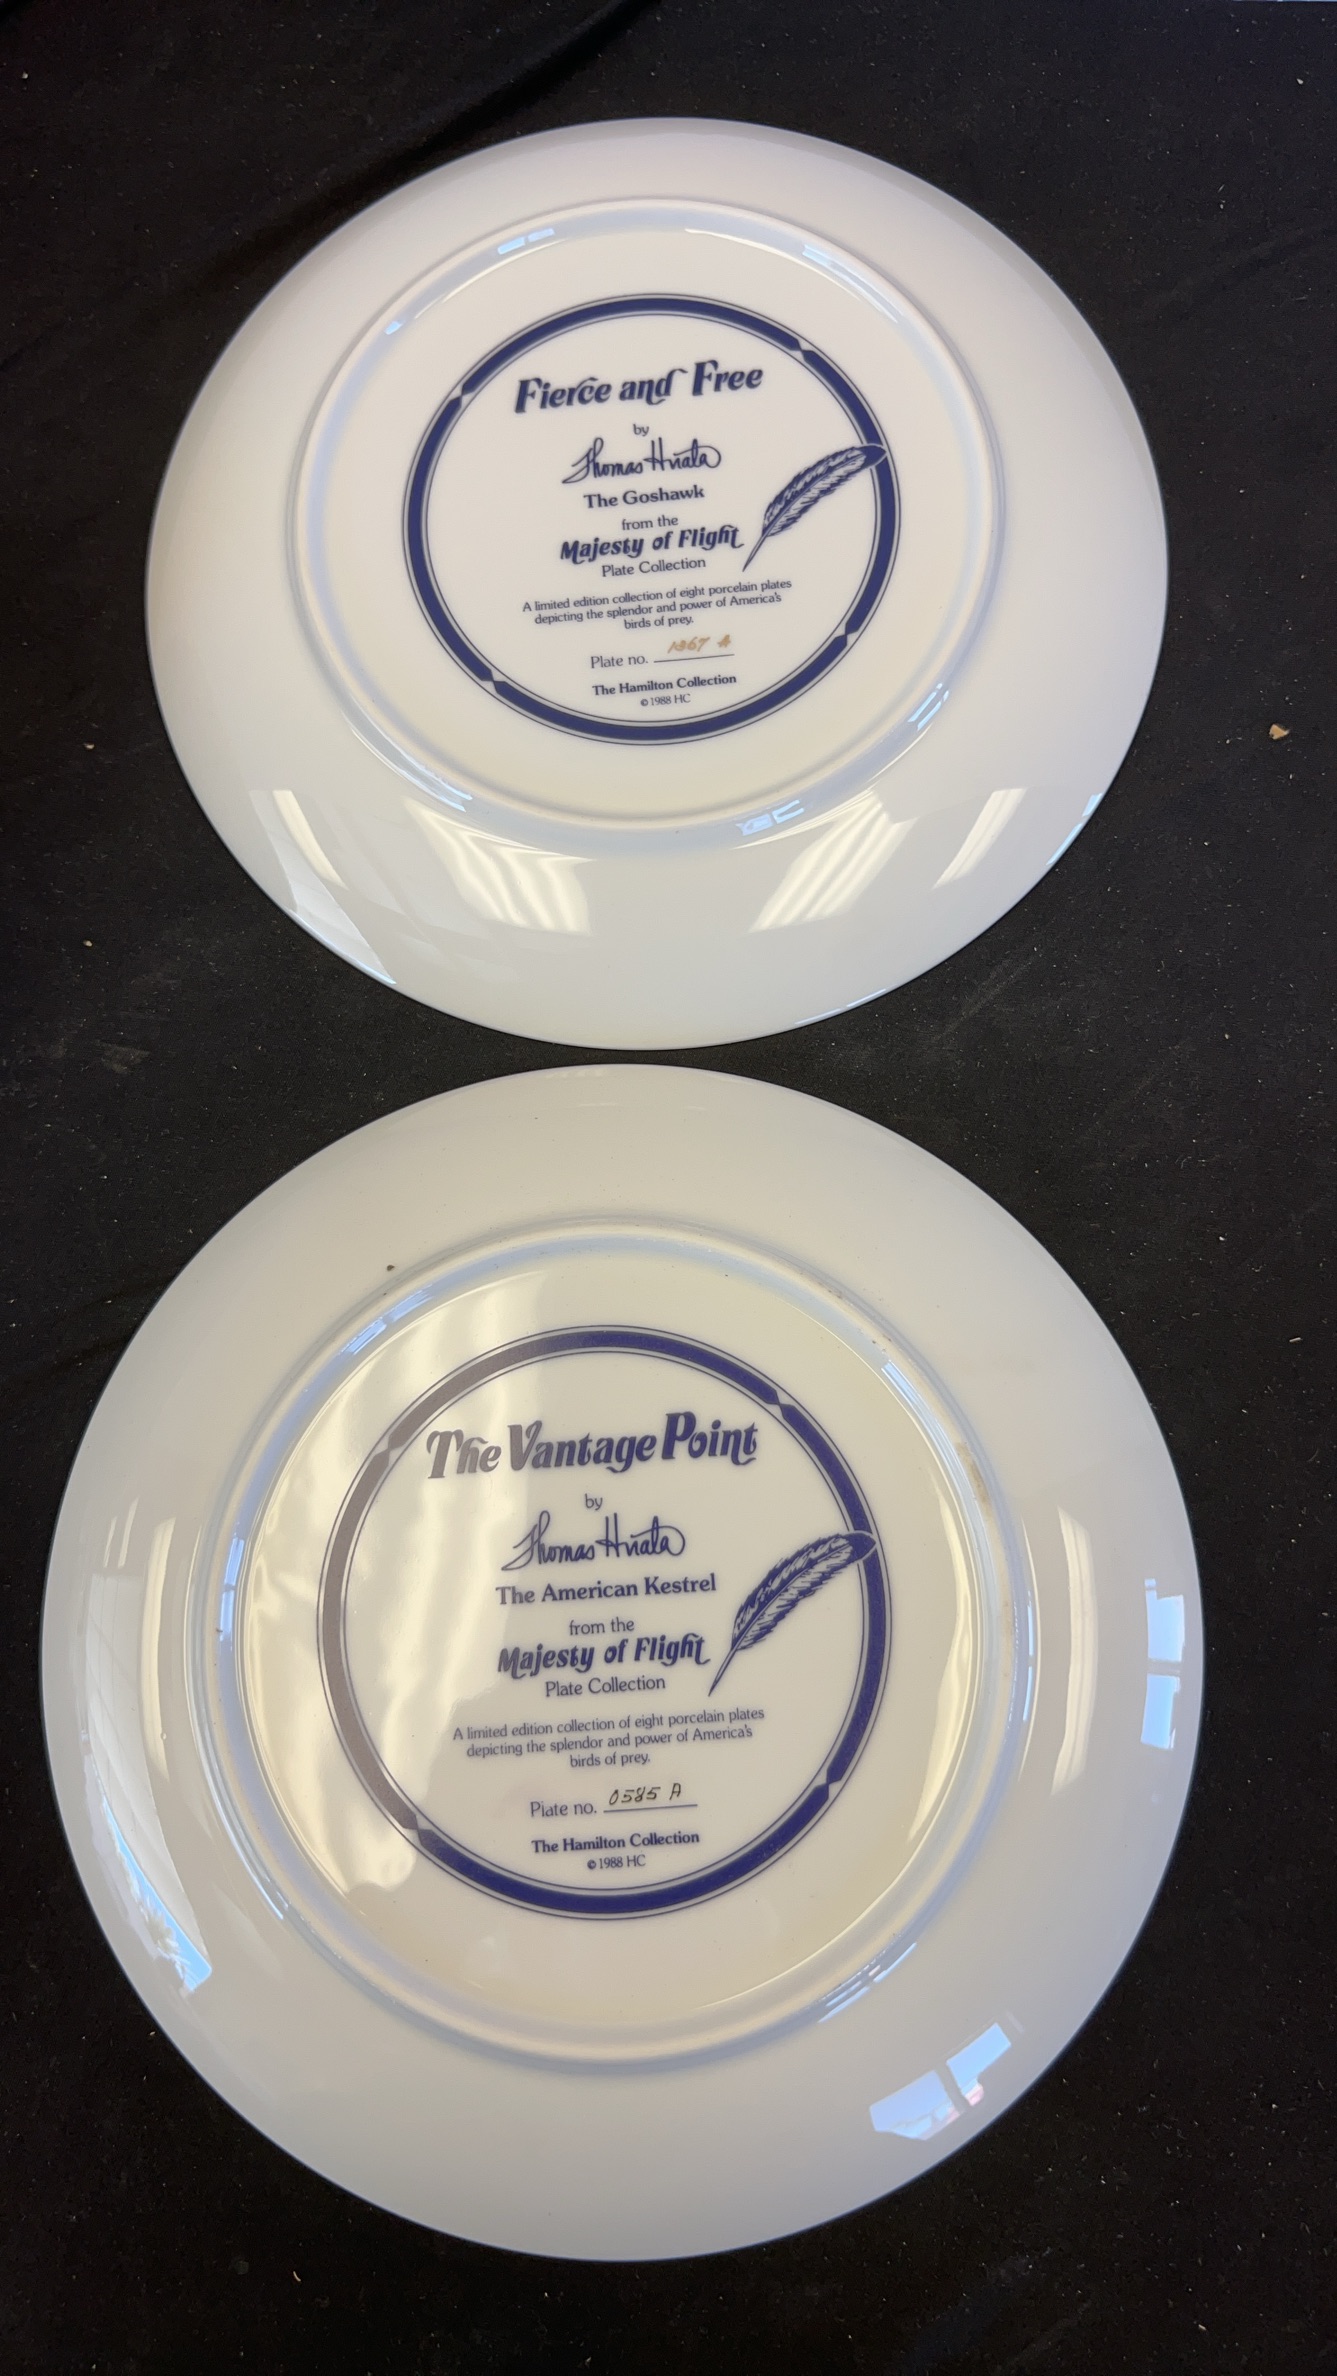 Fierce and Free
by
Thomas Hirata
The Goshawk
from the
Majesty of Flight
Plate Collection
A limited edition collection of eight porcelain plates
depicting the splendor and power of America's
birds of prey.
Plate no. 1367 A
The Hamilton Collection
© 1988 HC
The Vantage Point
by
Thomas Hirata
The American Kestrel
from the
Majesty of Flight
Plate Collection
A limited edition collection of eight porcelain plates
depicting the splendor and power of America's
birds of prey.
Plate no. 0585 A
The Hamilton Collection
© 1988 HC